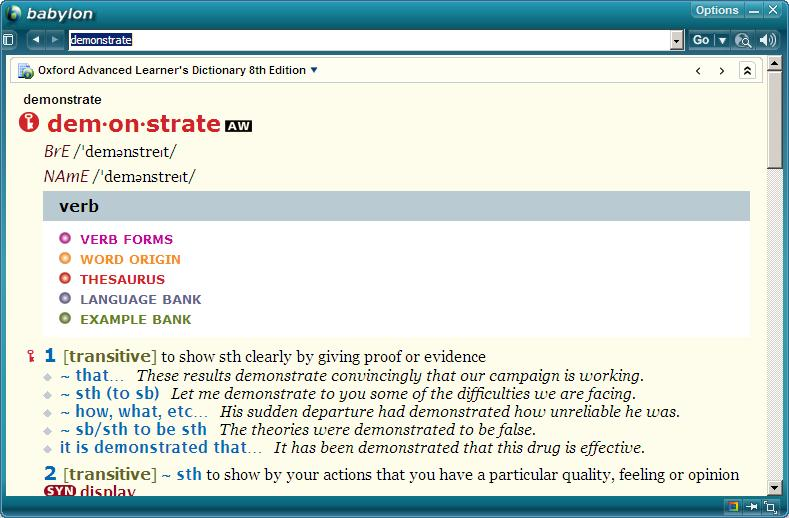 babylon
Options
demonstrate
Go
Oxford Advanced Learner's Dictionary 8th Edition
demonstrate
dem·on·strate AW
BrE /ˈdemənstreɪt/
NAmE /ˈdemənstreɪt/
verb
VERB FORMS
WORD ORIGIN
THESAURUS
LANGUAGE BANK
EXAMPLE BANK
1 [transitive] to show sth clearly by giving proof or evidence
~ that… These results demonstrate convincingly that our campaign is working.
~ sth (to sb) Let me demonstrate to you some of the difficulties we are facing.
~ how, what, etc… His sudden departure had demonstrated how unreliable he was.
~ sb/sth to be sth The theories were demonstrated to be false.
it is demonstrated that… It has been demonstrated that this drug is effective.
2 [transitive] ~ sth to show by your actions that you have a particular quality, feeling or opinion
SYN display